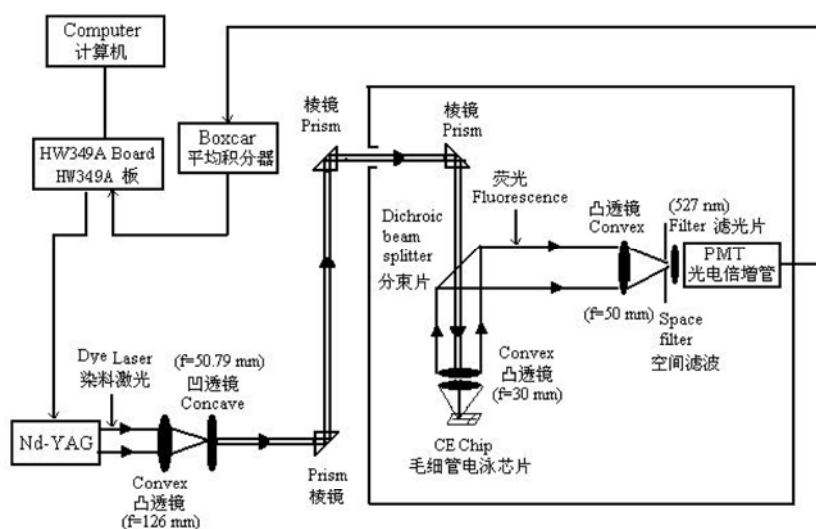 Computer
计算机
HW349A Board
HW349A 板
Boxcar
平均积分器
棱镜
Prism
棱镜
Prism
荧光
Fluorescence
凸透镜
Convex
(527 nm)
Filter 滤光片
PMT
光电倍增管
Dichroic
beam
splitter
分束片
(f=50 mm)
Space
filter
空间滤波
Convex
凸透镜
(f=30 mm)
CE Chip
毛细管电泳芯片
Dye Laser
染料激光
(f=50.79 mm)
凹透镜
Concave
Nd-YAG
Convex
凸透镜
(f=126 mm)
Prism
棱镜